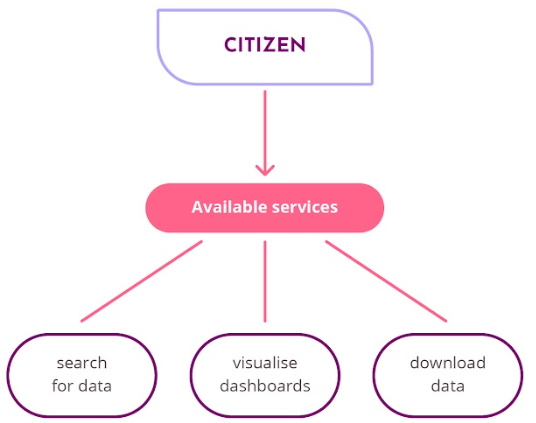 CITIZEN
Available services
search
for data
visualise
dashboards
download
data